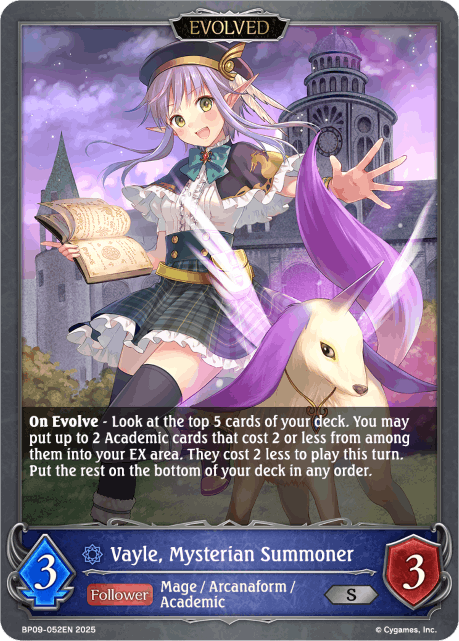 EVOLVED
On Evolve - Look at the top 5 cards of your deck. You may
put up to 2 Academic cards that cost 2 or less from among
them into your EX area. They cost 2 less to play this turn.
Put the rest on the bottom of your deck in any order.
Vayle, Mysterian Summoner
3
Follower
Mage / Arcanaform /
Academic
S
3
BP09-052EN 2025
© Cygames, Inc.